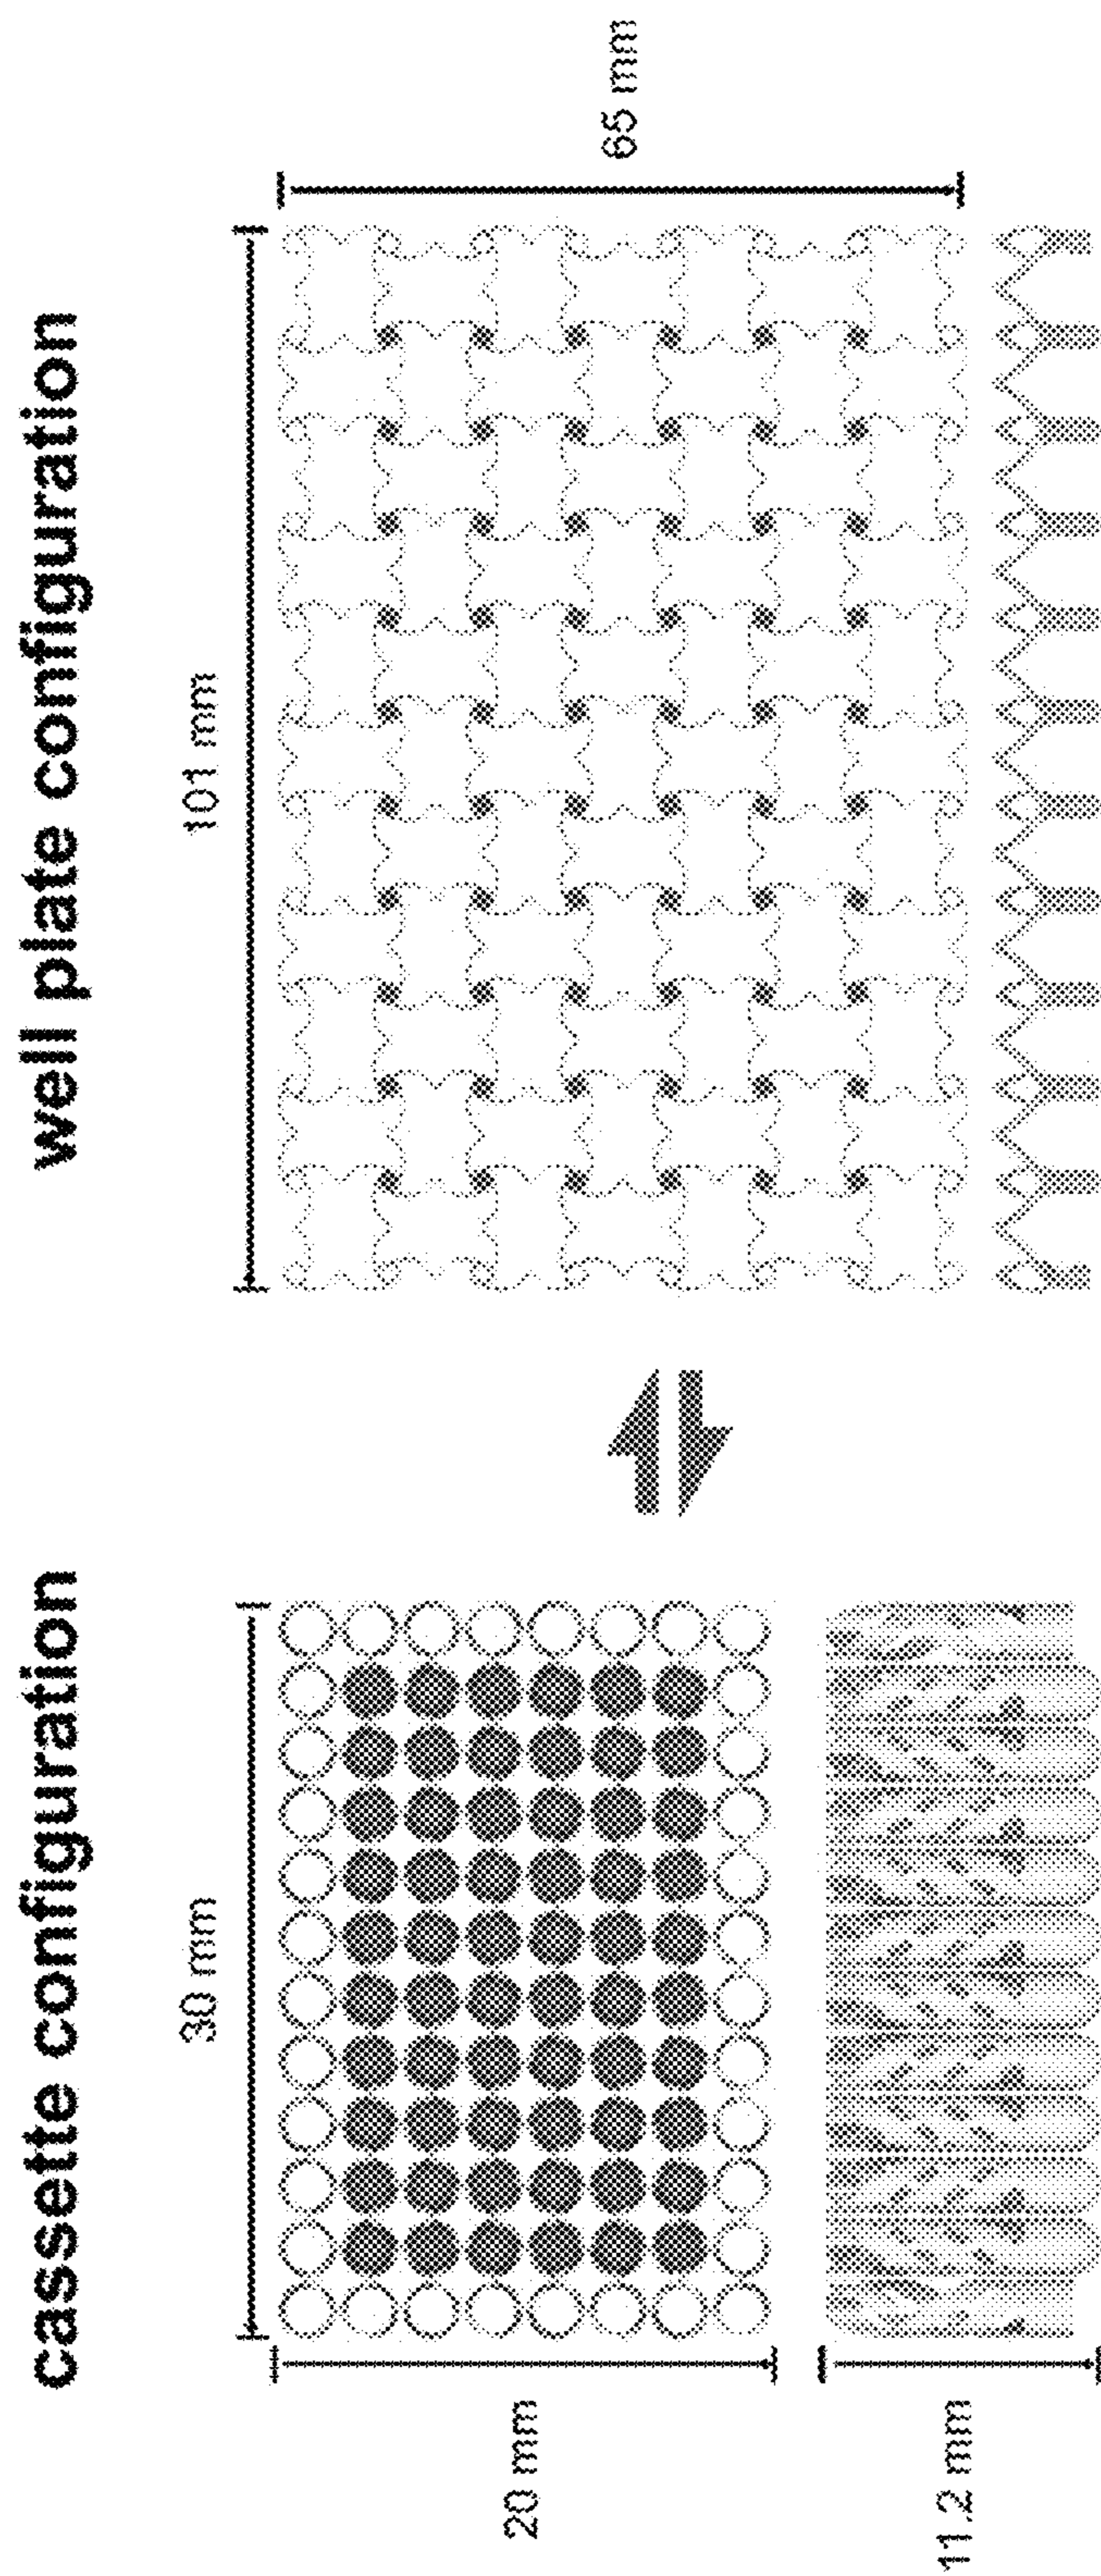 cassette configuration
30 mm
20 mm
11.2 mm
well plate configuration
101 mm
65 mm